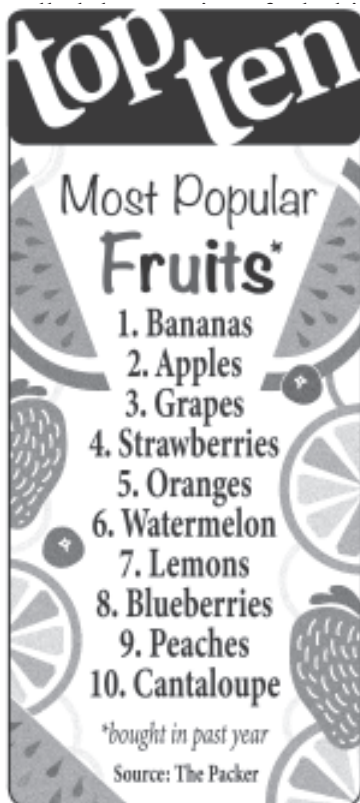 top ten
Most Popular
Fruits*
1. Bananas
2. Apples
3. Grapes
4. Strawberries
5. Oranges
6. Watermelon
7. Lemons
8. Blueberries
9. Peaches
10. Cantaloupe
*bought in past year
Source: The Packer